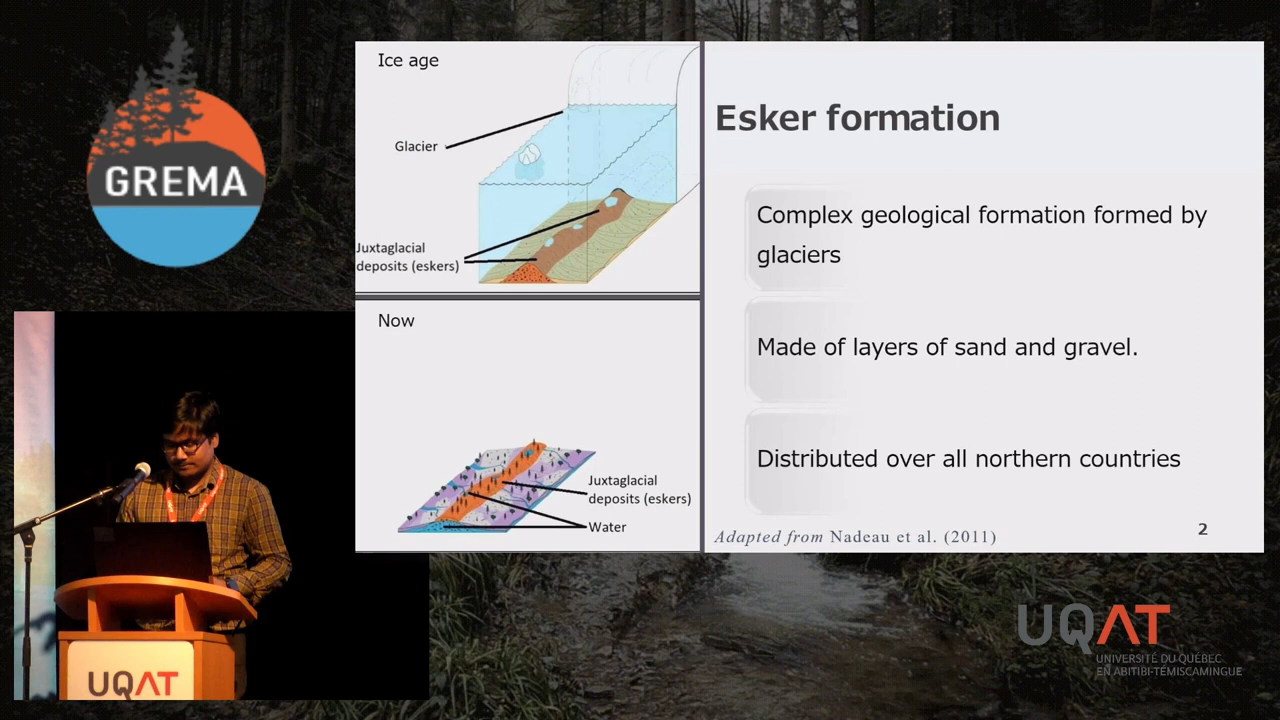 GREMA
Ice age
Glacier
Juxtaglacial
deposits (eskers)
Now
Juxtaglacial
deposits (eskers)
Water
Esker formation
Complex geological formation formed by
glaciers
Made of layers of sand and gravel.
Distributed over all northern countries
Adapted from Nadeau et al. (2011)
2
UQAT
UQAT
UNIVERSITÉ DU QUÉBEC
EN ABITIBI-TÉMISCAMINGUE